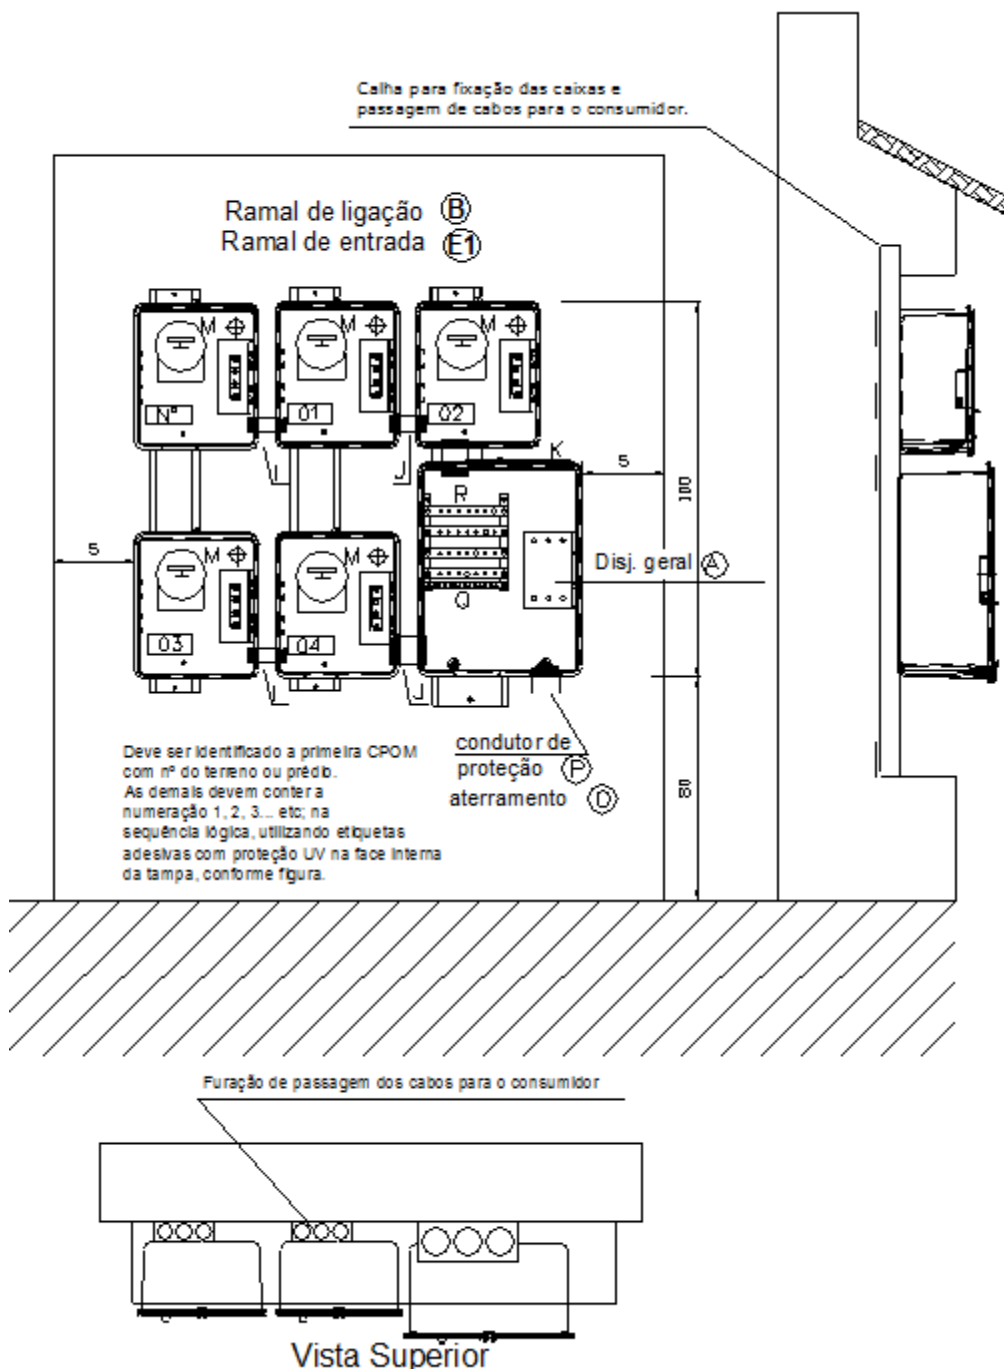 Calha para fixação das caixas e
passagem de cabos para o consumidor.
Ramal de ligação B
Ramal de entrada E1
M
M
M
N°
01
02
J
J
K
5
R
100
5
M
M
Disj. geral A
Q
03
04
J
J
Deve ser identificado a primeira CPOM
com nº do terreno ou prédio.
As demais devem conter a
numeração 1, 2, 3... etc; na
sequência lógica, utilizando etiquetas
adesivas com proteção UV na face interna
da tampa, conforme figura.
condutor de
proteção P
aterramento D
80
Furação de passagem dos cabos para o consumidor
Vista Superior